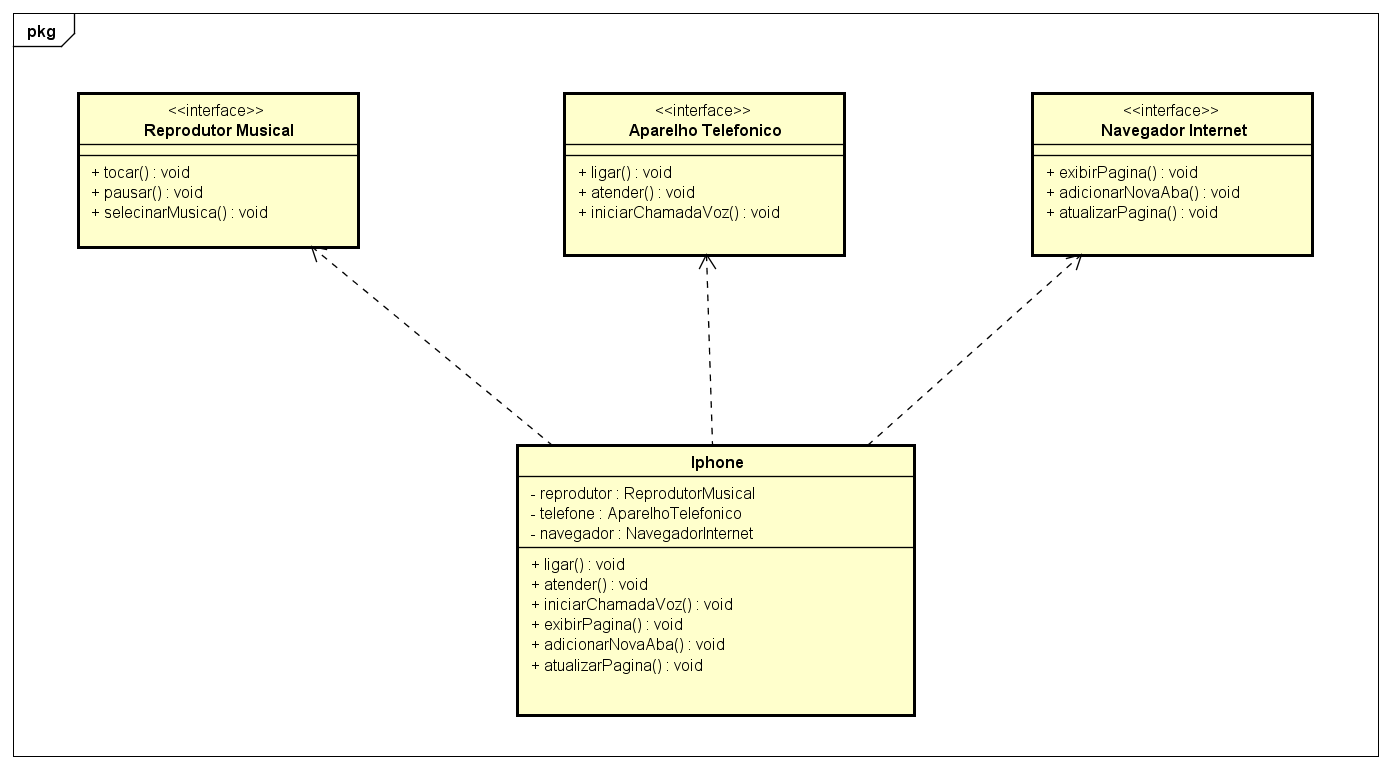 pkg
<<interface>>
Reprodutor Musical
+ tocar() : void
+ pausar() : void
+ selecinarMusica() : void
<<interface>>
Aparelho Telefonico
+ ligar() : void
+ atender() : void
+ iniciarChamadaVoz() : void
<<interface>>
Navegador Internet
+ exibirPagina() : void
+ adicionarNovaAba() : void
+ atualizarPagina() : void
Iphone
- reprodutor : ReprodutorMusical
- telefone : AparelhoTelefonico
- navegador : NavegadorInternet
+ ligar() : void
+ atender() : void
+ iniciarChamadaVoz() : void
+ exibirPagina() : void
+ adicionarNovaAba() : void
+ atualizarPagina() : void